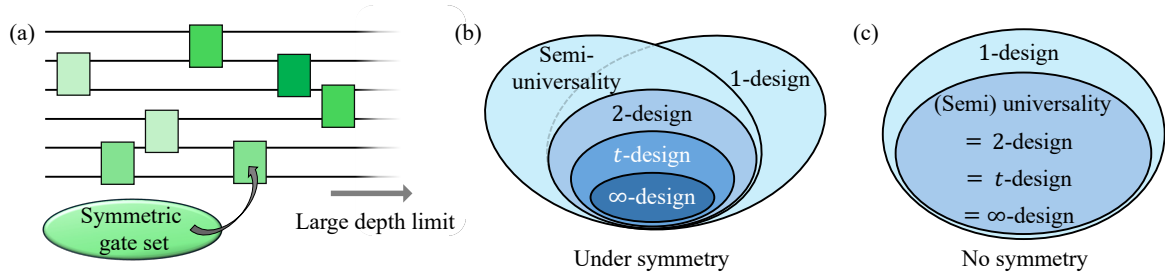 (a)
Symmetric
gate set
Large depth limit
(b)
Semi-
universality
1-design
2-design
t-design
∞-design
Under symmetry
(c)
1-design
(Semi) universality
= 2-design
= t-design
= ∞-design
No symmetry